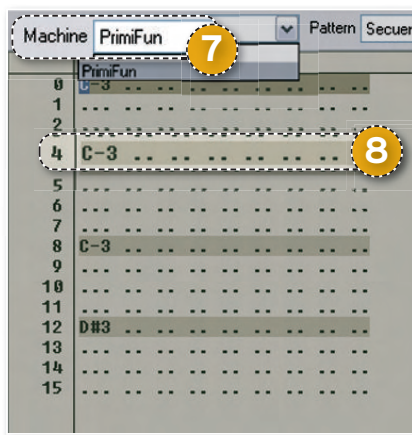 Machine PrimiFun Pattern Secuer
7
PrimiFun
0 C-3 .. .. .. .. .. .. ..
1 ... .. .. .. .. .. .. ..
2 ... .. .. .. .. .. .. ..
4 C-3 .. .. .. .. .. .. 8
5 ... .. .. .. .. .. .. ..
6 ... .. .. .. .. .. .. ..
7 ... .. .. .. .. .. .. ..
8 C-3 .. .. .. .. .. .. ..
9 ... .. .. .. .. .. .. ..
10 ... .. .. .. .. .. .. ..
11 ... .. .. .. .. .. .. ..
12 D#3 .. .. .. .. .. .. ..
13 ... .. .. .. .. .. .. ..
14 ... .. .. .. .. .. .. ..
15 ... .. .. .. .. .. .. ..